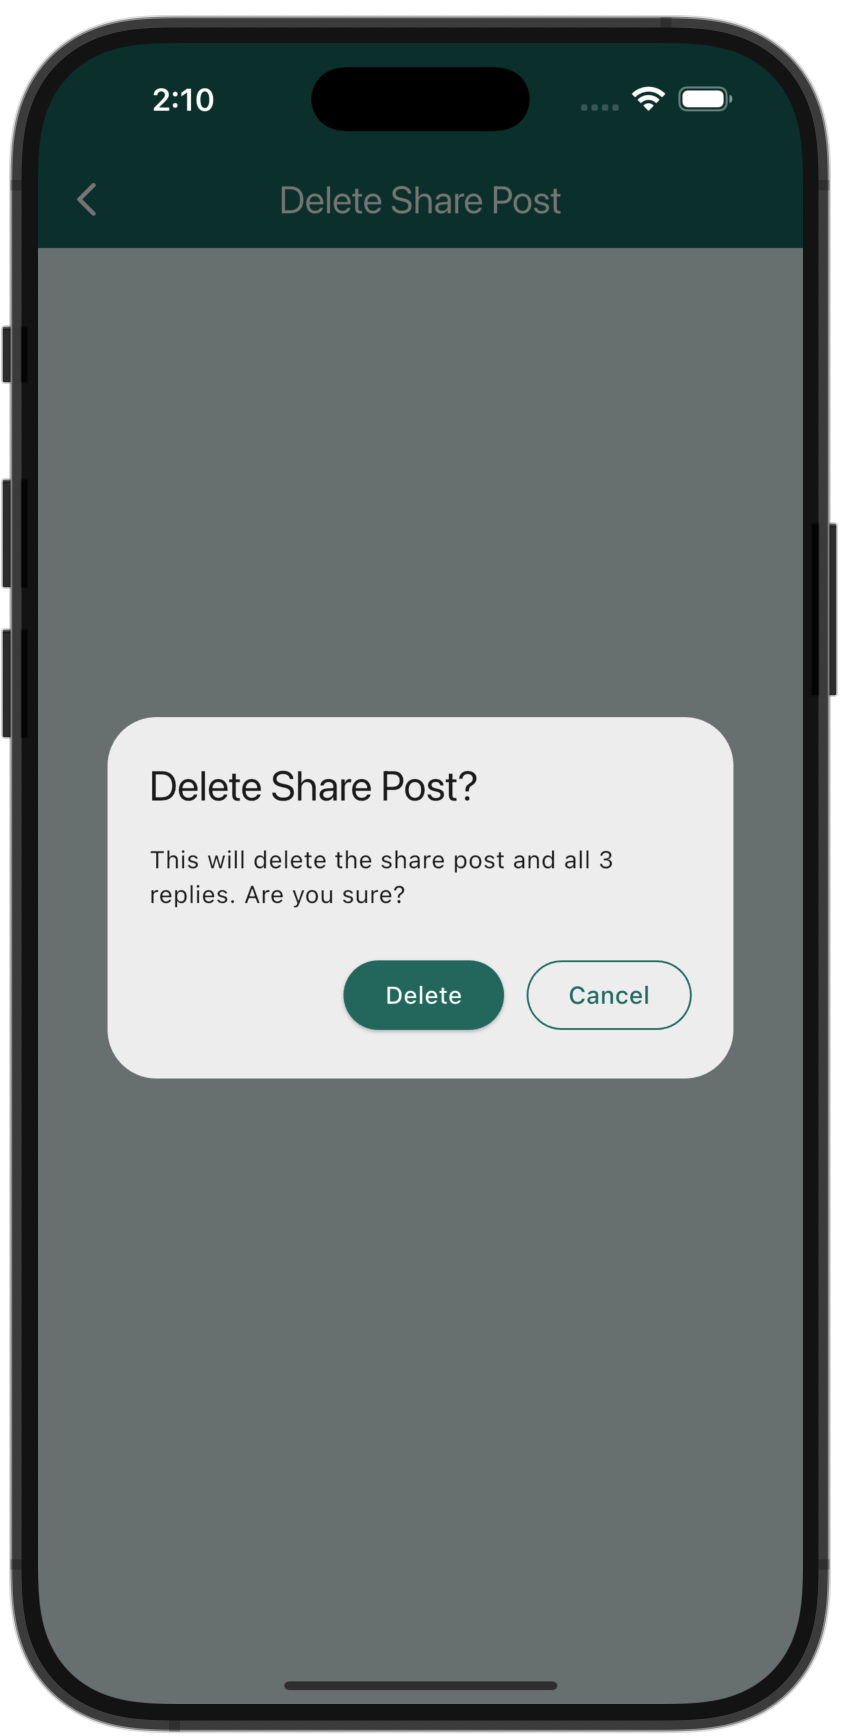 2:10
Delete Share Post
Delete Share Post?
This will delete the share post and all 3
replies. Are you sure?
Delete Cancel